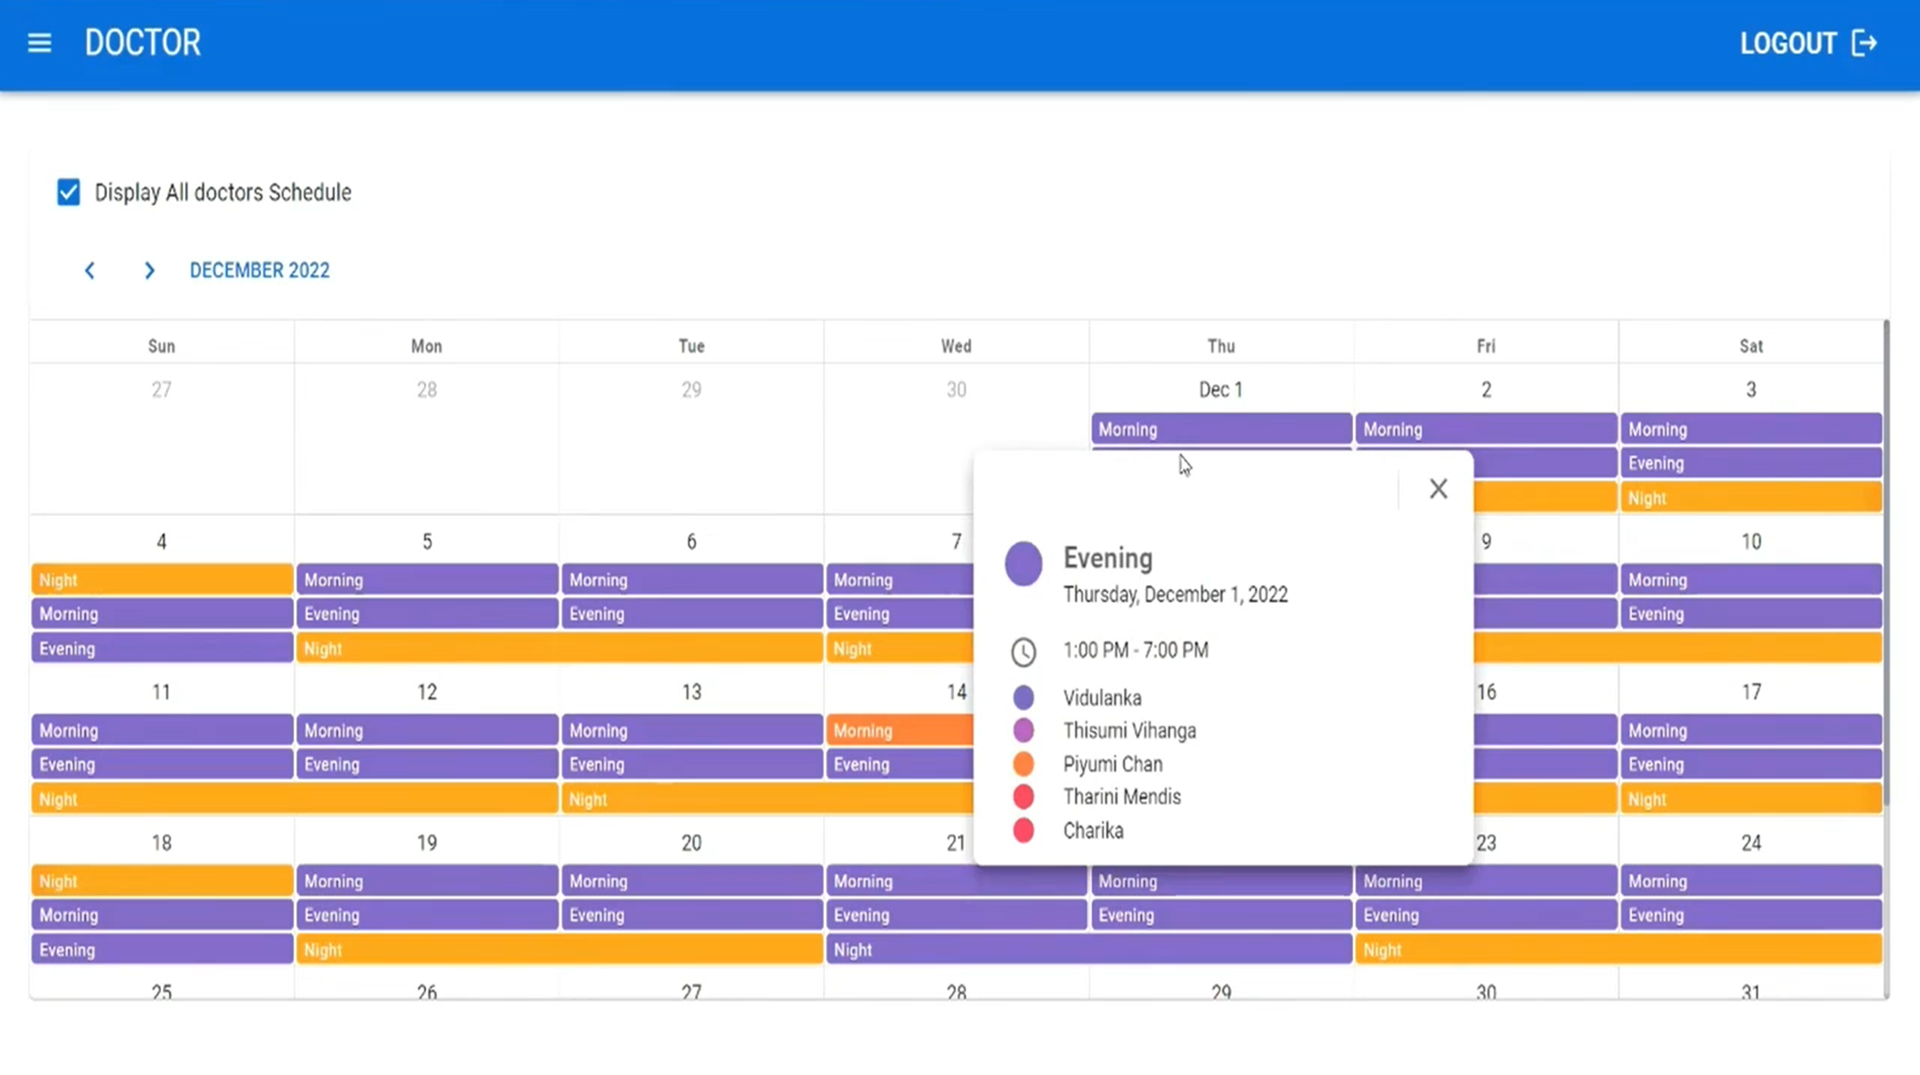 DOCTOR
LOGOUT
Display All doctors Schedule
DECEMBER 2022
Sun Mon Tue Wed Thu Fri Sat
27 28 29 30 Dec 1 2 3
Morning Morning Morning
Evening
Night
Evening
Thursday, December 1, 2022
1:00 PM - 7:00 PM
Vidulanka
Thisumi Vihanga
Piyumi Chan
Tharini Mendis
Charika
4 5 6 7 9 10
Night Morning Morning Morning Morning
Morning Evening Evening Evening Evening
Evening Night Night
11 12 13 14 16 17
Morning Morning Morning Morning Morning
Evening Evening Evening Evening Evening
Night Night Night
18 19 20 21 23 24
Night Morning Morning Morning Morning Morning Morning
Morning Evening Evening Evening Evening Evening Evening
Evening Night Night Night
25 26 27 28 29 30 31